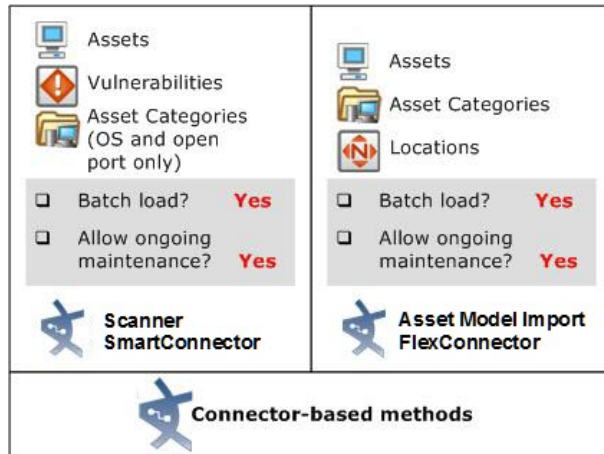 Assets
Vulnerabilities
Asset Categories
(OS and open
port only)
Batch load? Yes
Allow ongoing
maintenance? Yes
Scanner
SmartConnector
Assets
Asset Categories
N
Locations
Batch load? Yes
Allow ongoing
maintenance? Yes
Asset Model Import
FlexConnector
Connector-based methods